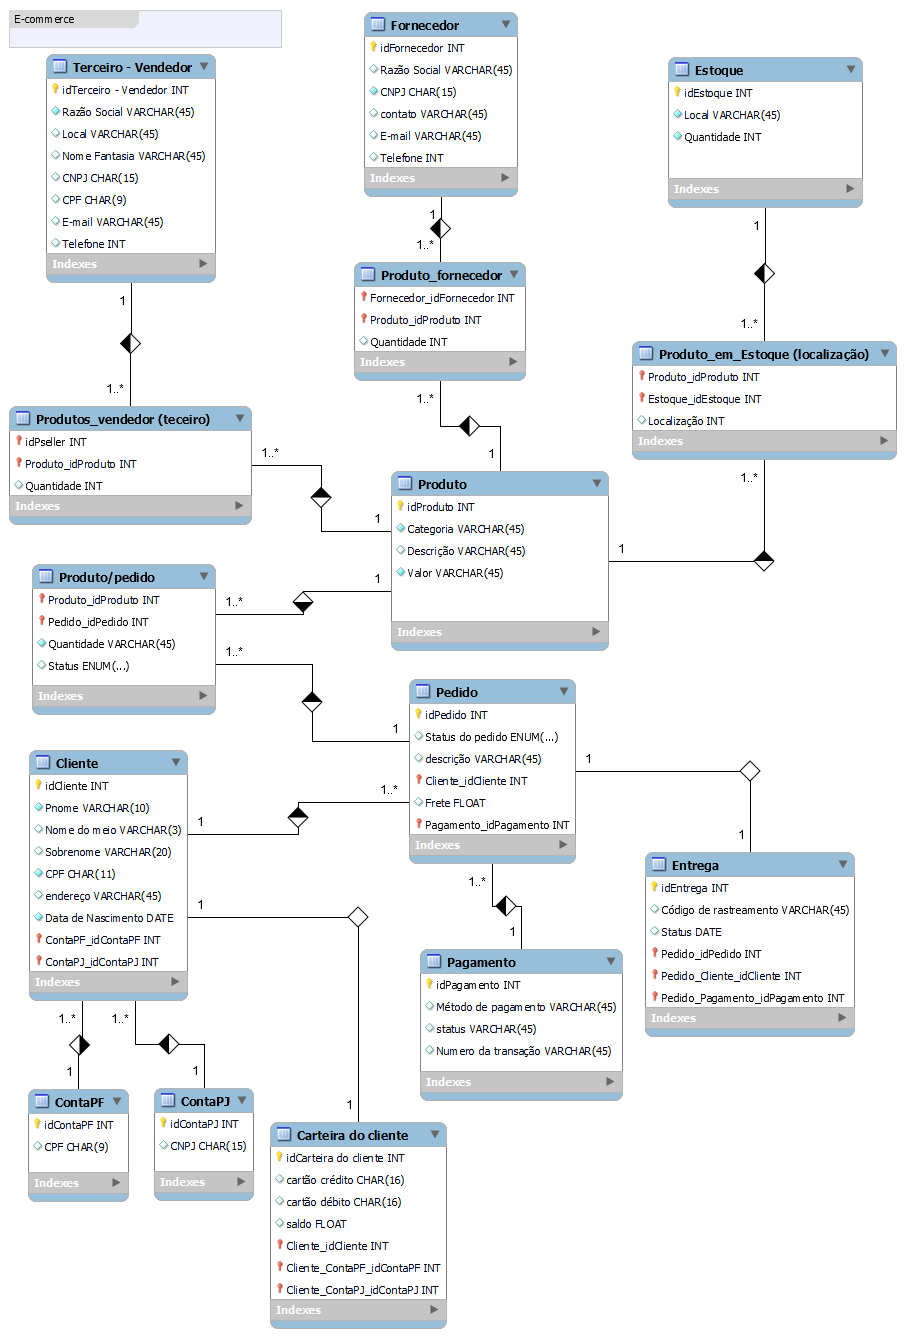 E-commerce
Terceiro - Vendedor
idTerceiro - Vendedor INT
Razão Social VARCHAR(45)
Local VARCHAR(45)
Nome Fantasia VARCHAR(45)
CNPJ CHAR(15)
CPF CHAR(9)
E-mail VARCHAR(45)
Telefone INT
Indexes
Fornecedor
idFornecedor INT
Razão Social VARCHAR(45)
CNPJ CHAR(15)
contato VARCHAR(45)
E-mail VARCHAR(45)
Telefone INT
Indexes
Estoque
idEstoque INT
Local VARCHAR(45)
Quantidade INT
Indexes
1
1..*
1
1..*
1
1..*
Produto_fornecedor
Fornecedor_idFornecedor INT
Produto_idProduto INT
Quantidade INT
Indexes
Produto_em_Estoque (localização)
Produto_idProduto INT
Estoque_idEstoque INT
Localização INT
Indexes
Produtos_vendedor (teceiro)
idPseller INT
Produto_idProduto INT
Quantidade INT
Indexes
1..*
1
1..*
1
1..*
1
Produto
idProduto INT
Categoria VARCHAR(45)
Descrição VARCHAR(45)
Valor VARCHAR(45)
Indexes
Produto/pedido
Produto_idProduto INT
Pedido_idPedido INT
Quantidade VARCHAR(45)
Status ENUM(...)
Indexes
1..*
1
1..*
1
Pedido
idPedido INT
Status do pedido ENUM(...)
descrição VARCHAR(45)
Cliente_idCliente INT
Frete FLOAT
Pagamento_idPagamento INT
Indexes
Cliente
idCliente INT
Pnome VARCHAR(10)
Nome do meio VARCHAR(3)
Sobrenome VARCHAR(20)
CPF CHAR(11)
endereço VARCHAR(45)
Data de Nascimento DATE
ContaPF_idContaPF INT
ContaPJ_idContaPJ INT
Indexes
1..*
1
1
1
Entrega
idEntrega INT
Código de rastreamento VARCHAR(45)
Status DATE
Pedido_idPedido INT
Pedido_Cliente_idCliente INT
Pedido_Pagamento_idPagamento INT
Indexes
1..*
1
Pagamento
idPagamento INT
Método de pagamento VARCHAR(45)
status VARCHAR(45)
Numero da transação VARCHAR(45)
Indexes
1
1
1..*
1
1..*
1
ContaPF
idContaPF INT
CPF CHAR(9)
Indexes
ContaPJ
idContaPJ INT
CNPJ CHAR(15)
Indexes
Carteira do cliente
idCarteira do cliente INT
cartão crédito CHAR(16)
cartão débito CHAR(16)
saldo FLOAT
Cliente_idCliente INT
Cliente_ContaPF_idContaPF INT
Cliente_ContaPJ_idContaPJ INT
Indexes